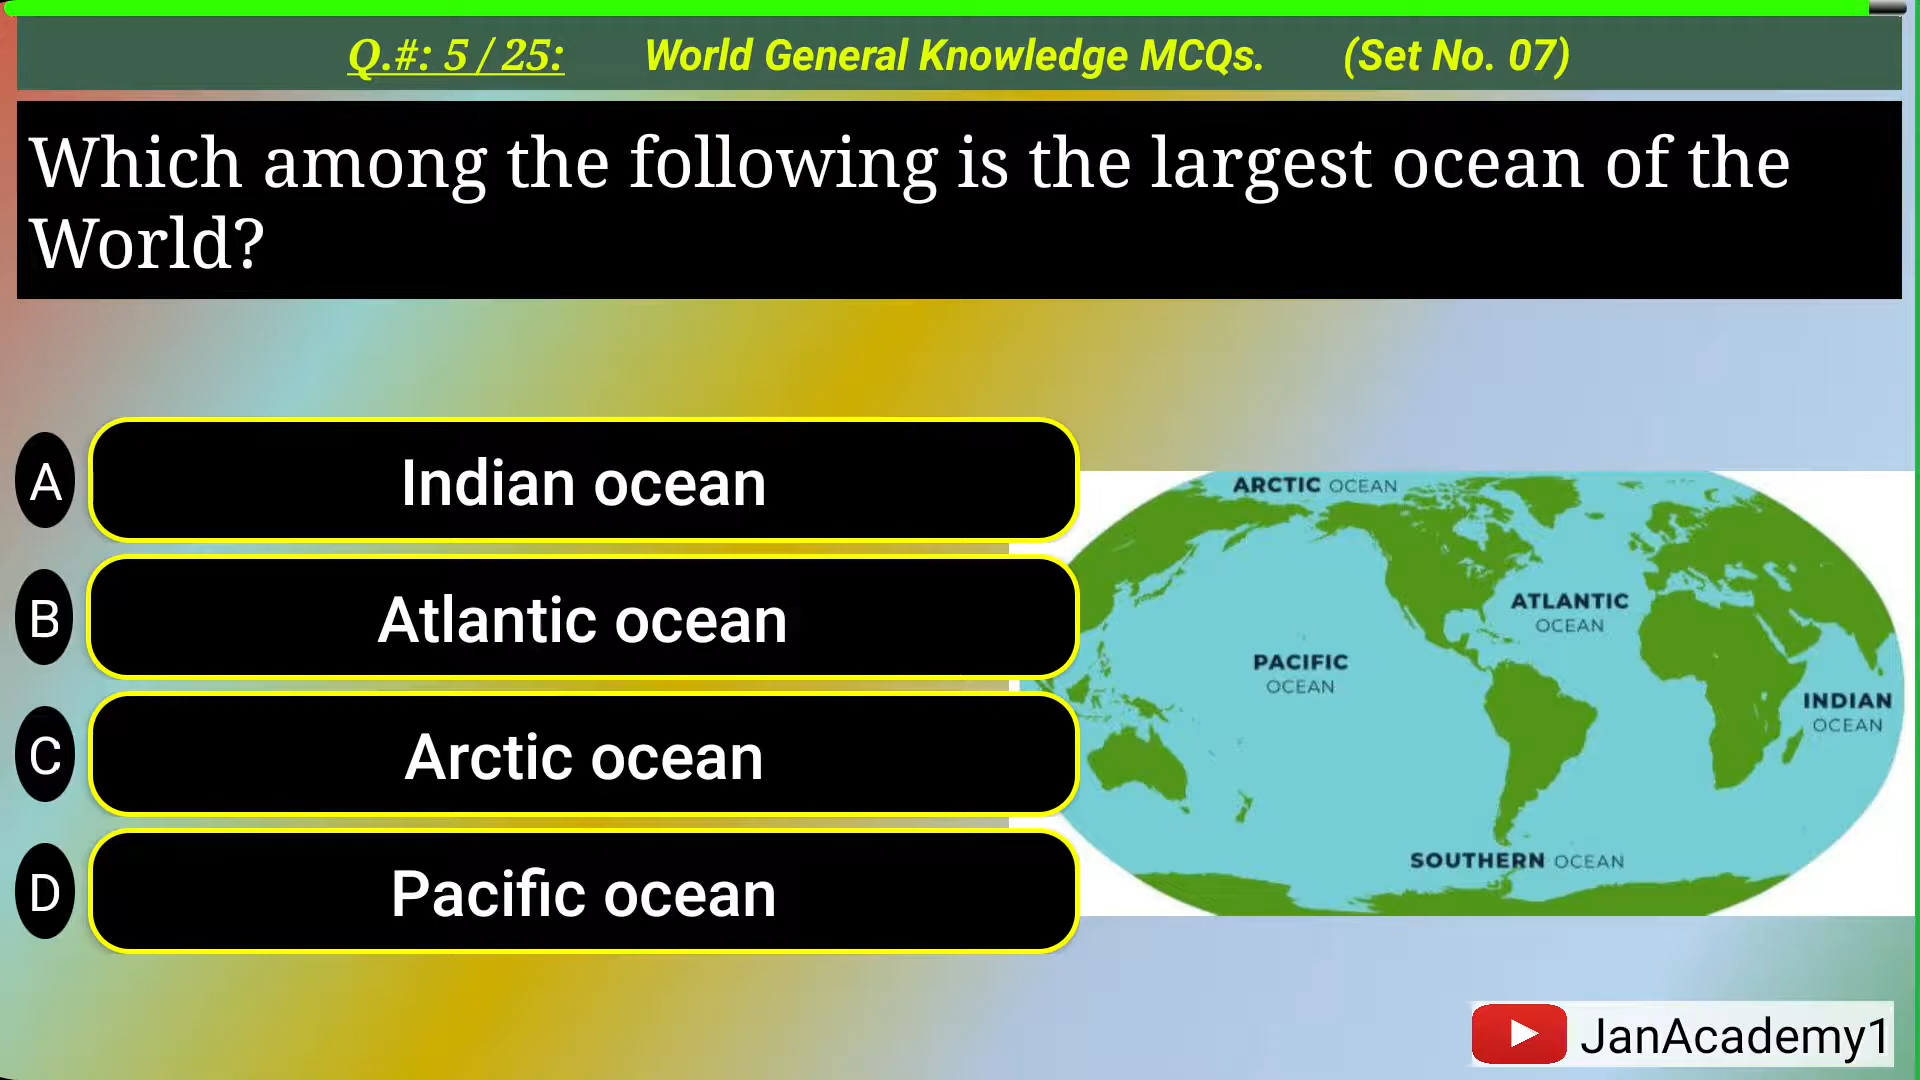 Q.#: 5 / 25: World General Knowledge MCQs. (Set No. 07)
Which among the following is the largest ocean of the
World?
A Indian ocean
B Atlantic ocean
C Arctic ocean
D Pacific ocean
ARCTIC OCEAN
ATLANTIC
OCEAN
PACIFIC
OCEAN
INDIAN
OCEAN
SOUTHERN OCEAN
JanAcademy1